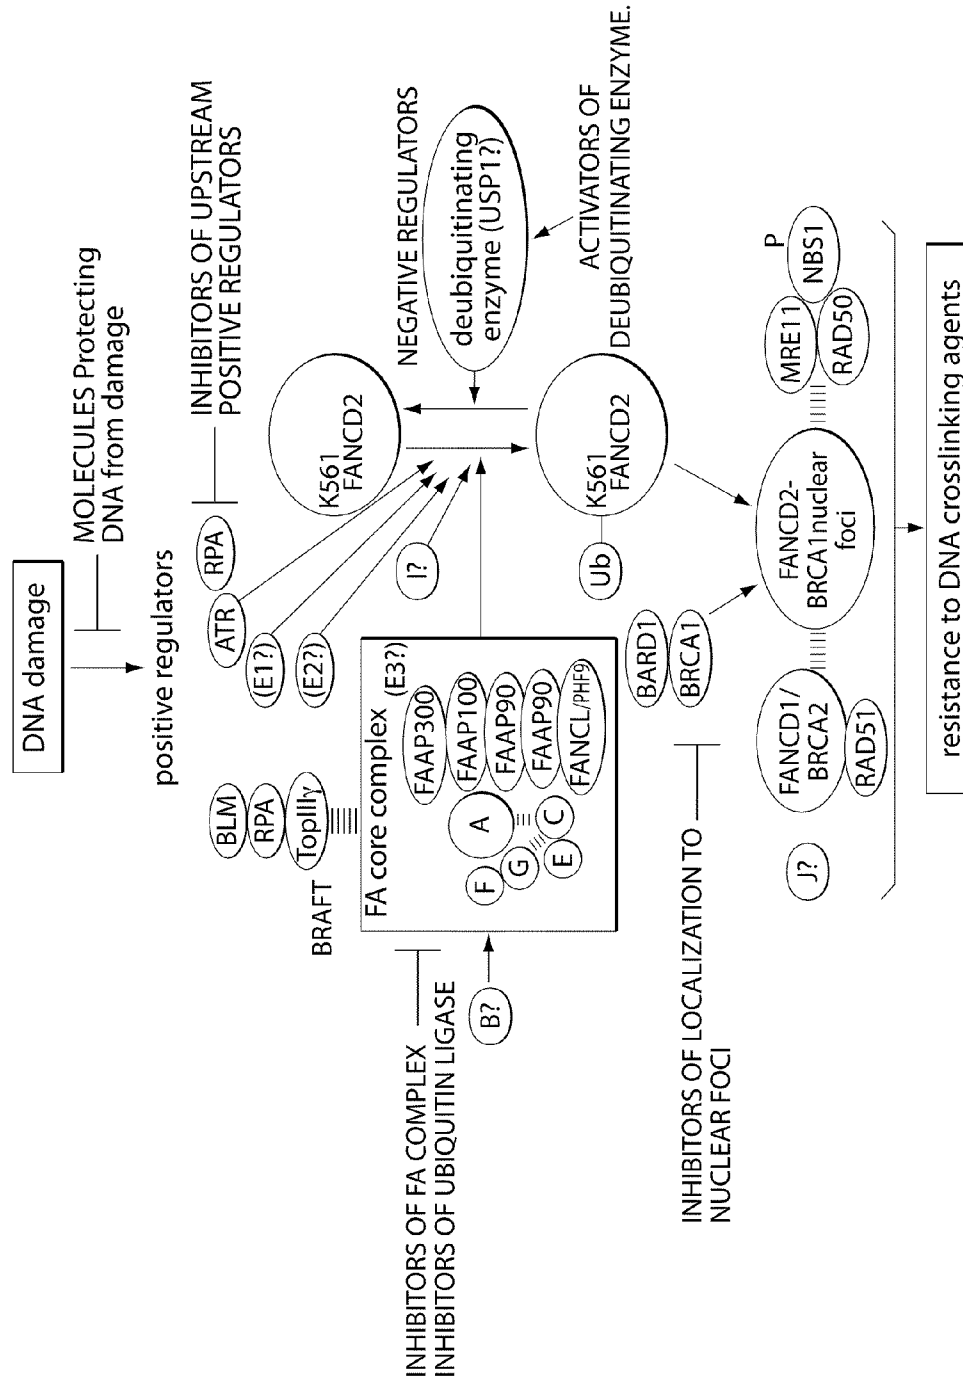 DNA damage
MOLECULES Protecting
DNA from damage
positive regulators
INHIBITORS OF UPSTREAM
POSITIVE REGULATORS
BLM
RPA
TopIIIγ
BRAFT
RPA
ATR
(E1?)
(E2?)
I?
K561
FANCD2
NEGATIVE REGULATORS
deubiquitinating
enzyme (USP1?)
ACTIVATORS OF
DEUBIQUITINATING ENZYME.
FA core complex
(E3?)
FAAP300
FAAP100
FAAP90
FAAP90
FANCL/PHF9
A
F
G
C
E
B?
INHIBITORS OF FA COMPLEX
INHIBITORS OF UBIQUITIN LIGASE
Ub
K561
FANCD2
BARD1
BRCA1
INHIBITORS OF LOCALIZATION TO
NUCLEAR FOCI
J?
FANCD1/
BRCA2
RAD51
FANCD2-
BRCA1nuclear
foci
MRE11
P
NBS1
RAD50
resistance to DNA crosslinking agents